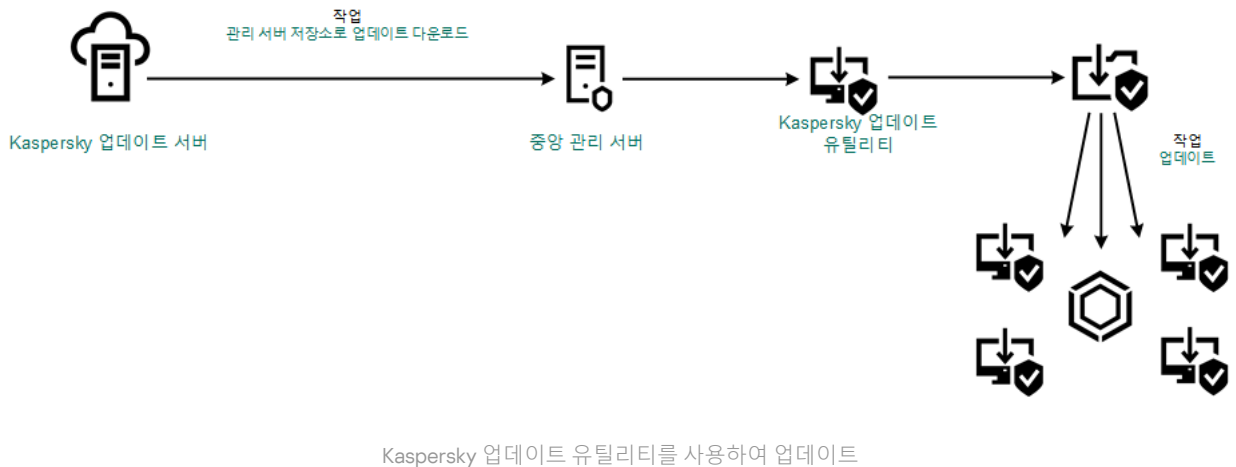 작업
관리 서버 저장소로 업데이트 다운로드
Kaspersky 업데이트 서버
중앙 관리 서버
Kaspersky 업데이트
유틸리티
작업
업데이트
Kaspersky 업데이트 유틸리티를 사용하여 업데이트